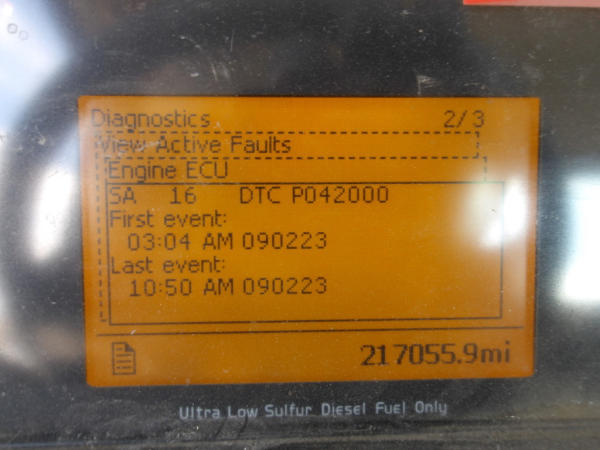 Diagnostics 2/3
View Active Faults
Engine ECU
SA 16 DTC P042000
First event:
03:04 AM 090223
Last event:
10:50 AM 090223
217055.9mi
Ultra Low Sulfur Diesel Fuel Only